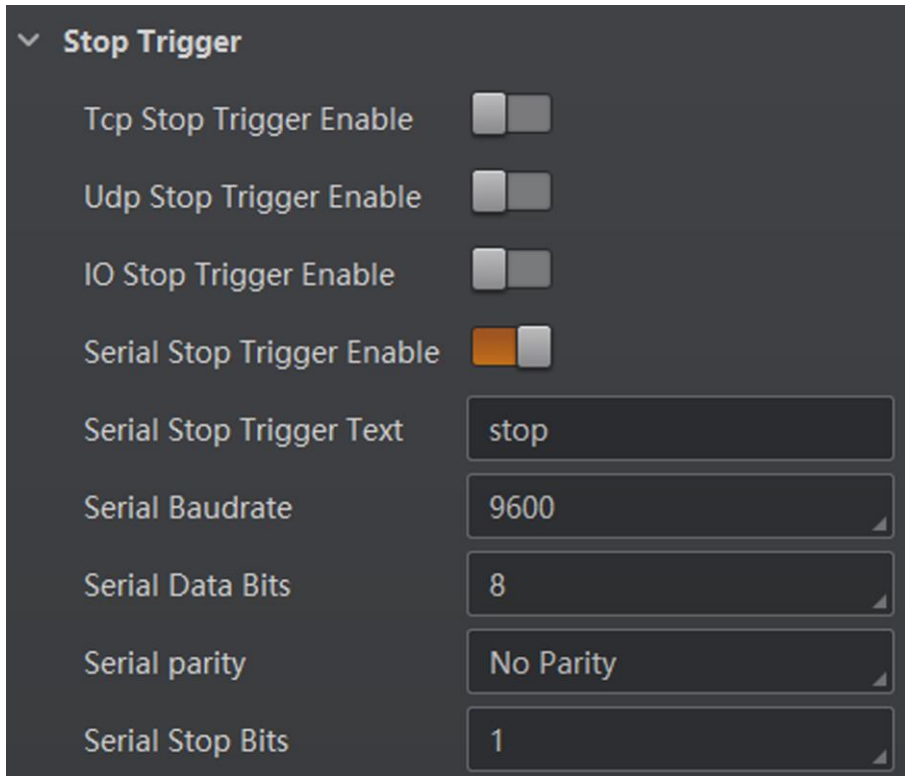 Stop Trigger
Tcp Stop Trigger Enable
Udp Stop Trigger Enable
IO Stop Trigger Enable
Serial Stop Trigger Enable
Serial Stop Trigger Text stop
Serial Baudrate 9600
Serial Data Bits 8
Serial parity No Parity
Serial Stop Bits 1